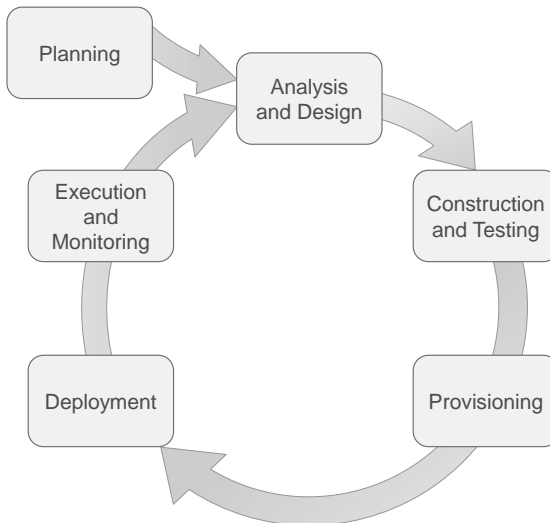 Planning
Analysis
and Design
Execution
and
Monitoring
Construction
and Testing
Deployment
Provisioning